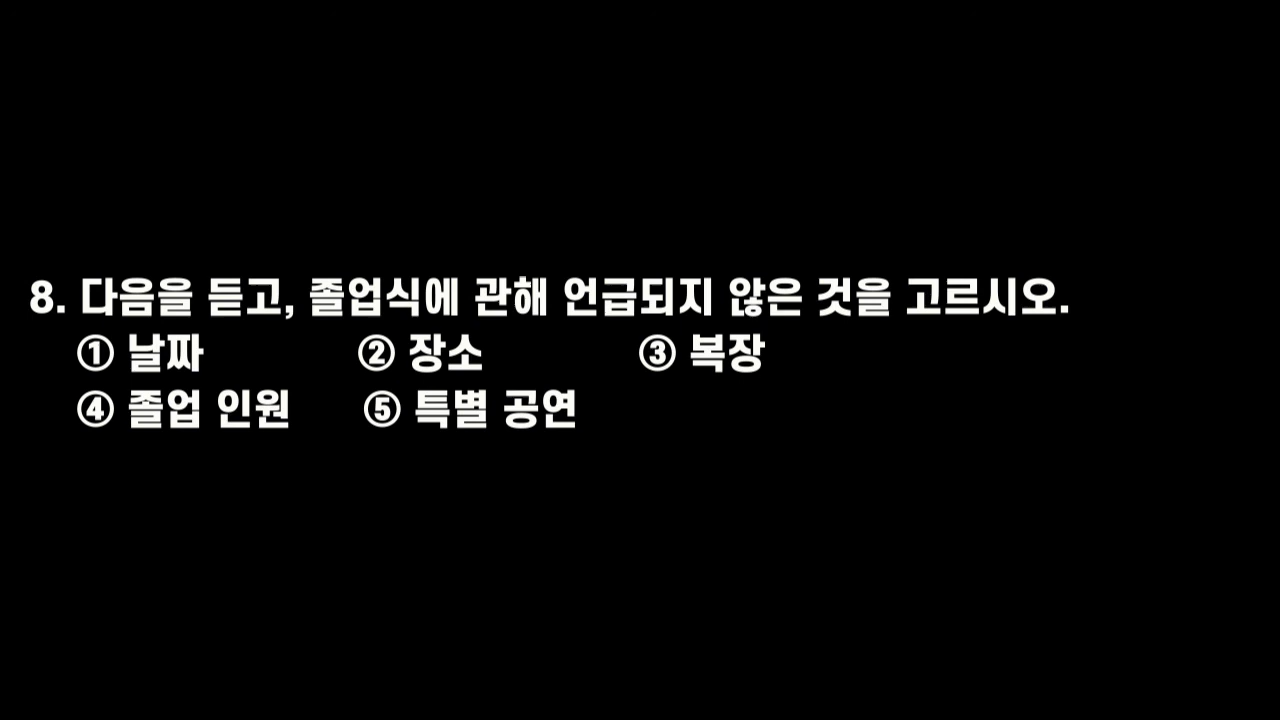 8. 다음을 듣고, 졸업식에 관해 언급되지 않은 것을 고르시오.
① 날짜 ② 장소 ③ 복장
④ 졸업 인원 ⑤ 특별 공연